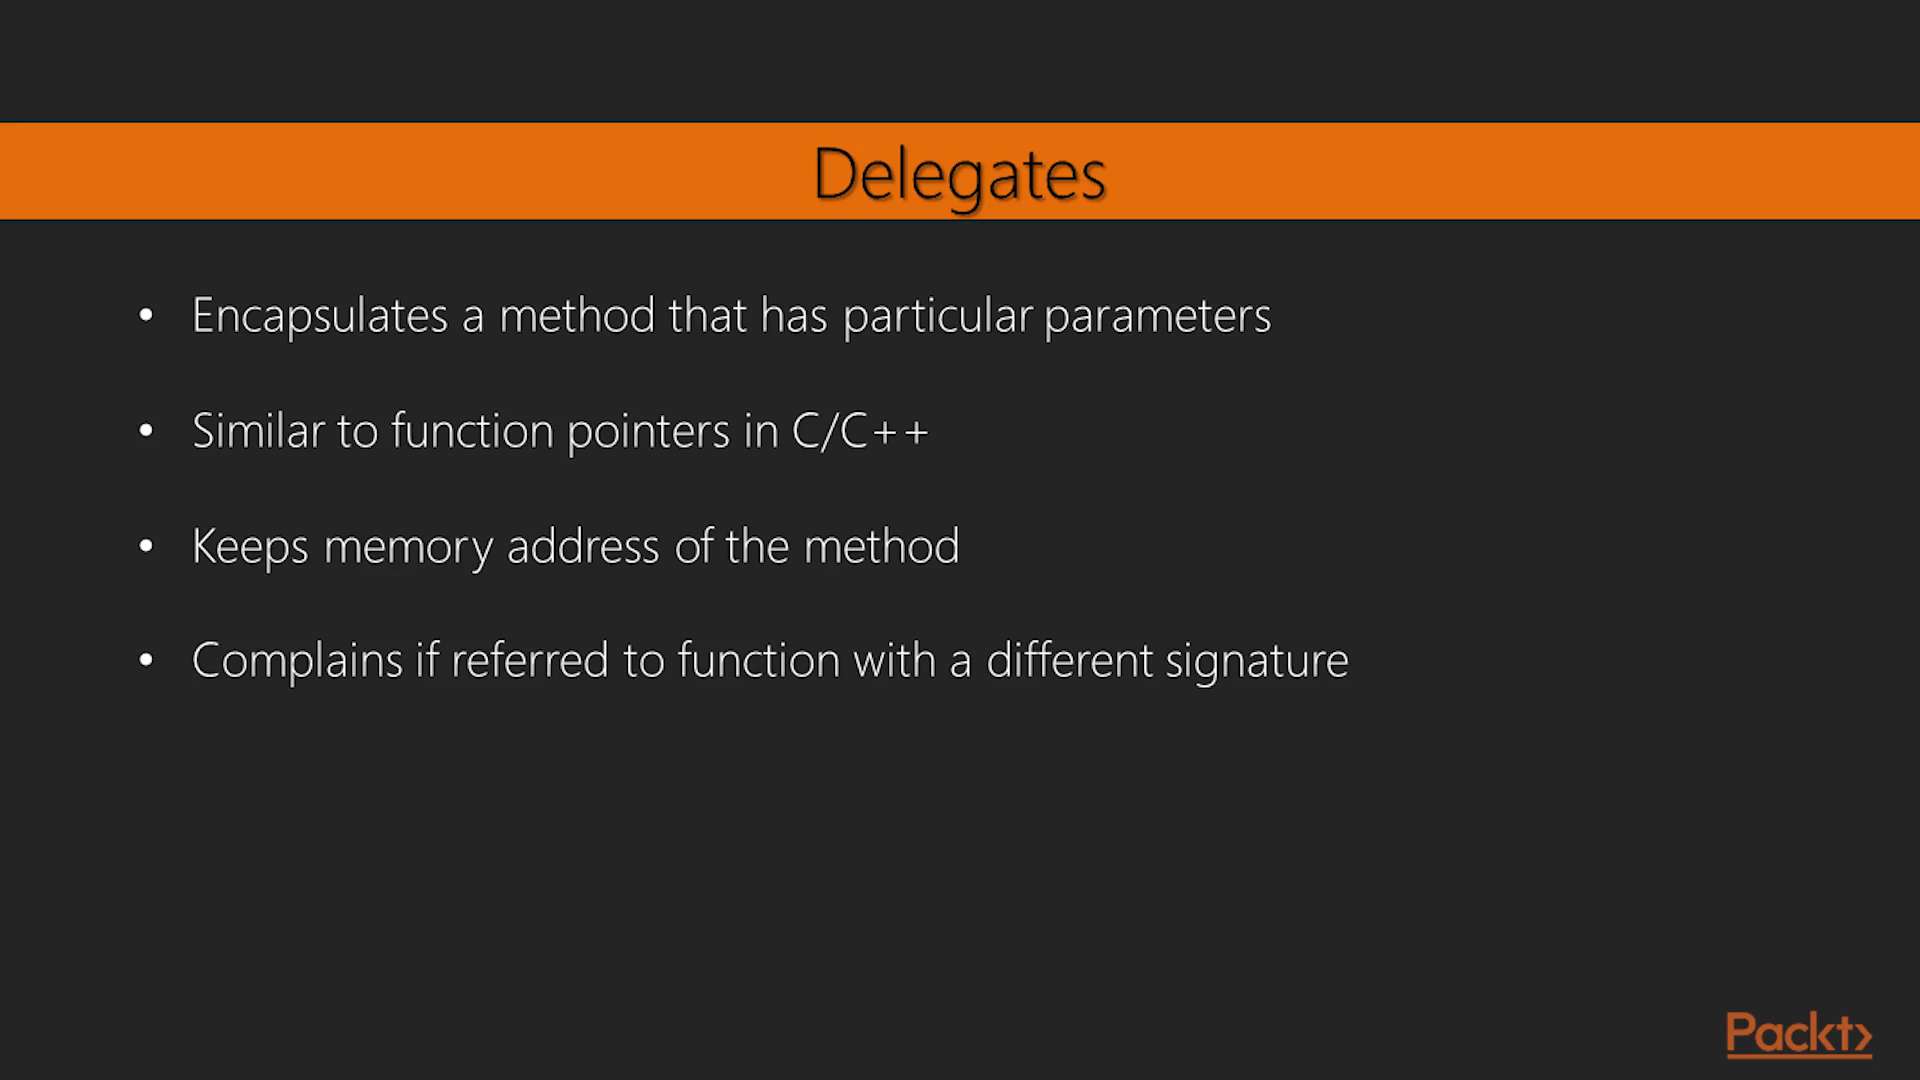 Delegates
• Encapsulates a method that has particular parameters
• Similar to function pointers in C/C++
• Keeps memory address of the method
• Complains if referred to function with a different signature
Packt>